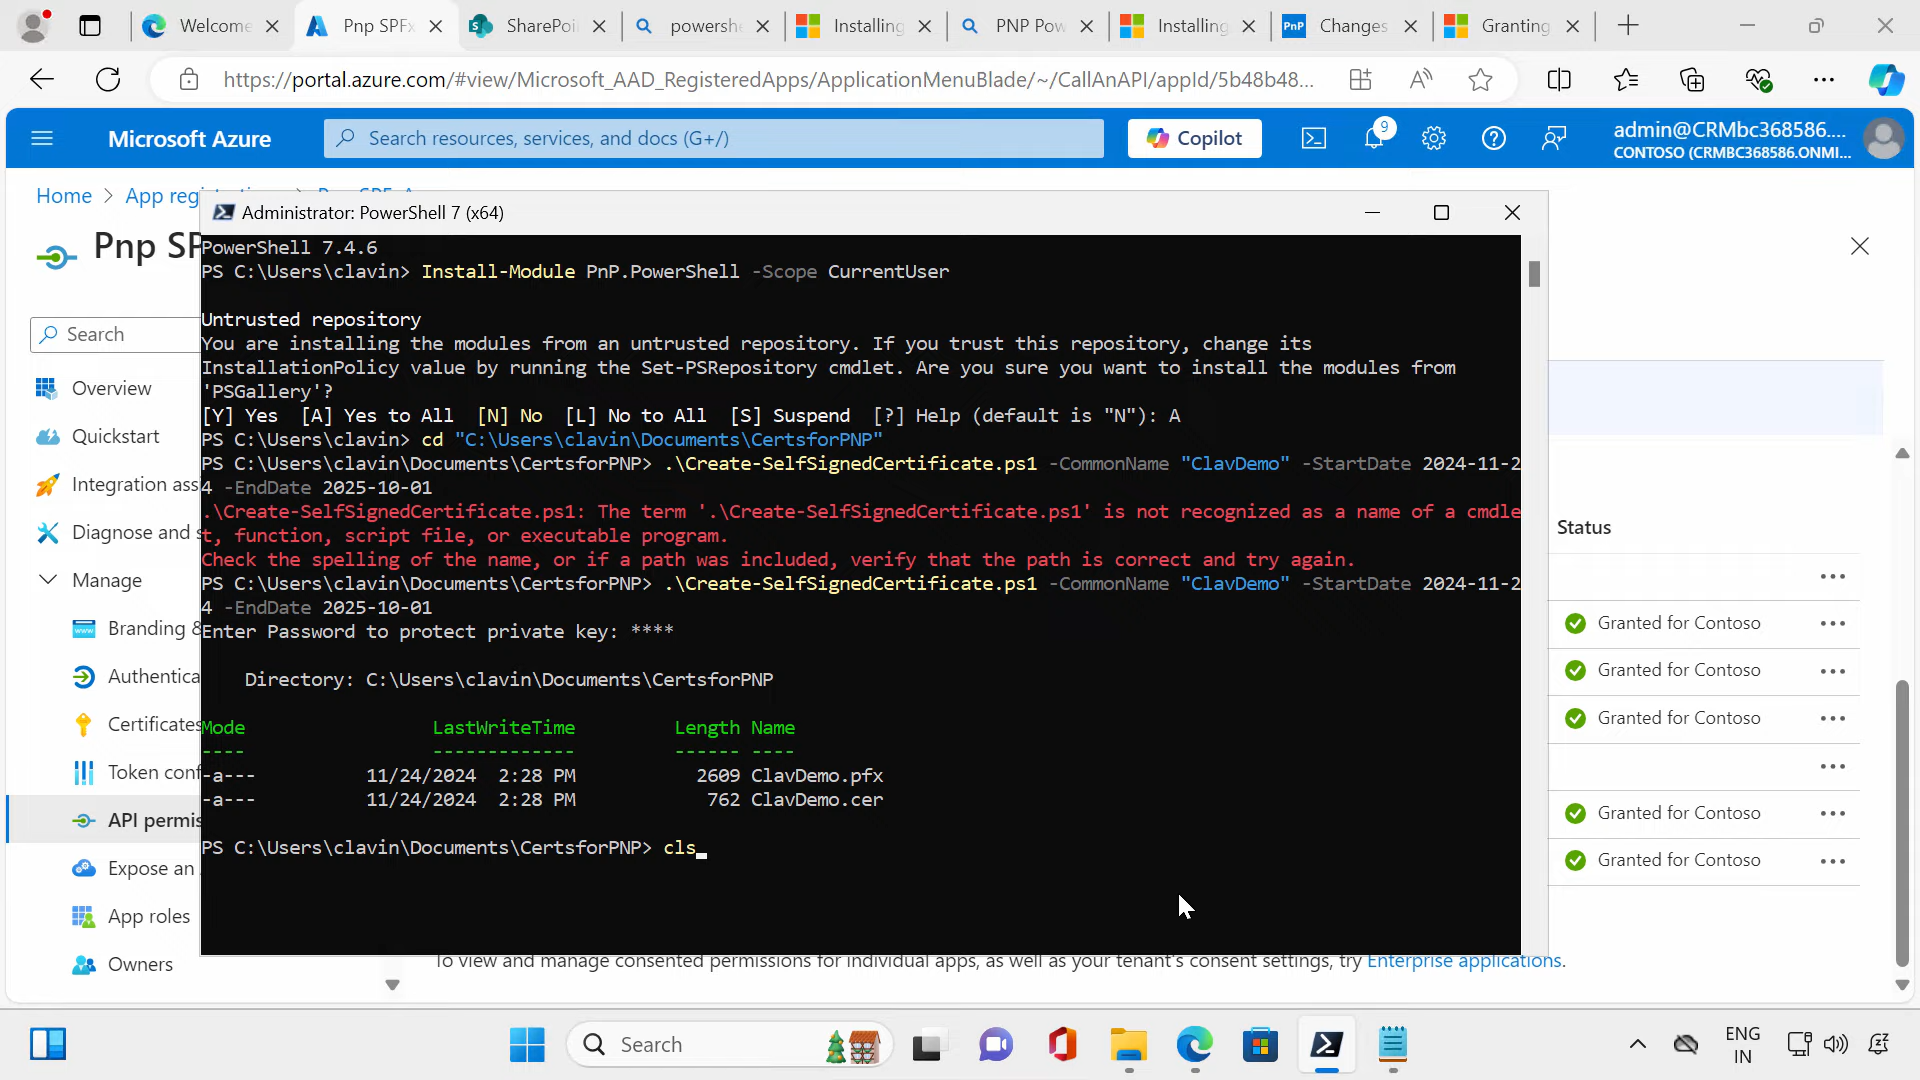 Welcome
Pnp SPFx
SharePoi
powershe
Installing
PNP Pow
Installing
Changes
Granting
https://portal.azure.com/#view/Microsoft_AAD_RegisteredApps/ApplicationMenuBlade/~/CallAnAPI/appId/5b48b48...
Microsoft Azure
Search resources, services, and docs (G+/)
Copilot
9
admin@CRMbc368586....
CONTOSO (CRMBC368586.ONMI...
Home > App reg
Pnp SP
Search
Overview
Quickstart
Integration ass
Diagnose and s
Manage
Branding &
Authentica
Certificates
Token conf
API permis
Expose an
App roles
Owners
Administrator: PowerShell 7 (x64)
PowerShell 7.4.6
PS C:\Users\clavin> Install-Module PnP.PowerShell -Scope CurrentUser
Untrusted repository
You are installing the modules from an untrusted repository. If you trust this repository, change its
InstallationPolicy value by running the Set-PSRepository cmdlet. Are you sure you want to install the modules from
'PSGallery'?
[Y] Yes [A] Yes to All [N] No [L] No to All [S] Suspend [?] Help (default is "N"): A
PS C:\Users\clavin> cd "C:\Users\clavin\Documents\CertsforPNP"
PS C:\Users\clavin\Documents\CertsforPNP> .\Create-SelfSignedCertificate.ps1 -CommonName "ClavDemo" -StartDate 2024-11-2
4 -EndDate 2025-10-01
.\Create-SelfSignedCertificate.ps1: The term '.\Create-SelfSignedCertificate.ps1' is not recognized as a name of a cmdle
t, function, script file, or executable program.
Check the spelling of the name, or if a path was included, verify that the path is correct and try again.
PS C:\Users\clavin\Documents\CertsforPNP> .\Create-SelfSignedCertificate.ps1 -CommonName "ClavDemo" -StartDate 2024-11-2
4 -EndDate 2025-10-01
Enter Password to protect private key: ****
Directory: C:\Users\clavin\Documents\CertsforPNP
Mode LastWriteTime Length Name
---- ------------- ------ ----
-a--- 11/24/2024 2:28 PM 2609 ClavDemo.pfx
-a--- 11/24/2024 2:28 PM 762 ClavDemo.cer
PS C:\Users\clavin\Documents\CertsforPNP> cls
Status
Granted for Contoso
Granted for Contoso
Granted for Contoso
Granted for Contoso
Granted for Contoso
To view and manage consented permissions for individual apps, as well as your tenant's consent settings, try Enterprise applications.
Search
ENG
IN